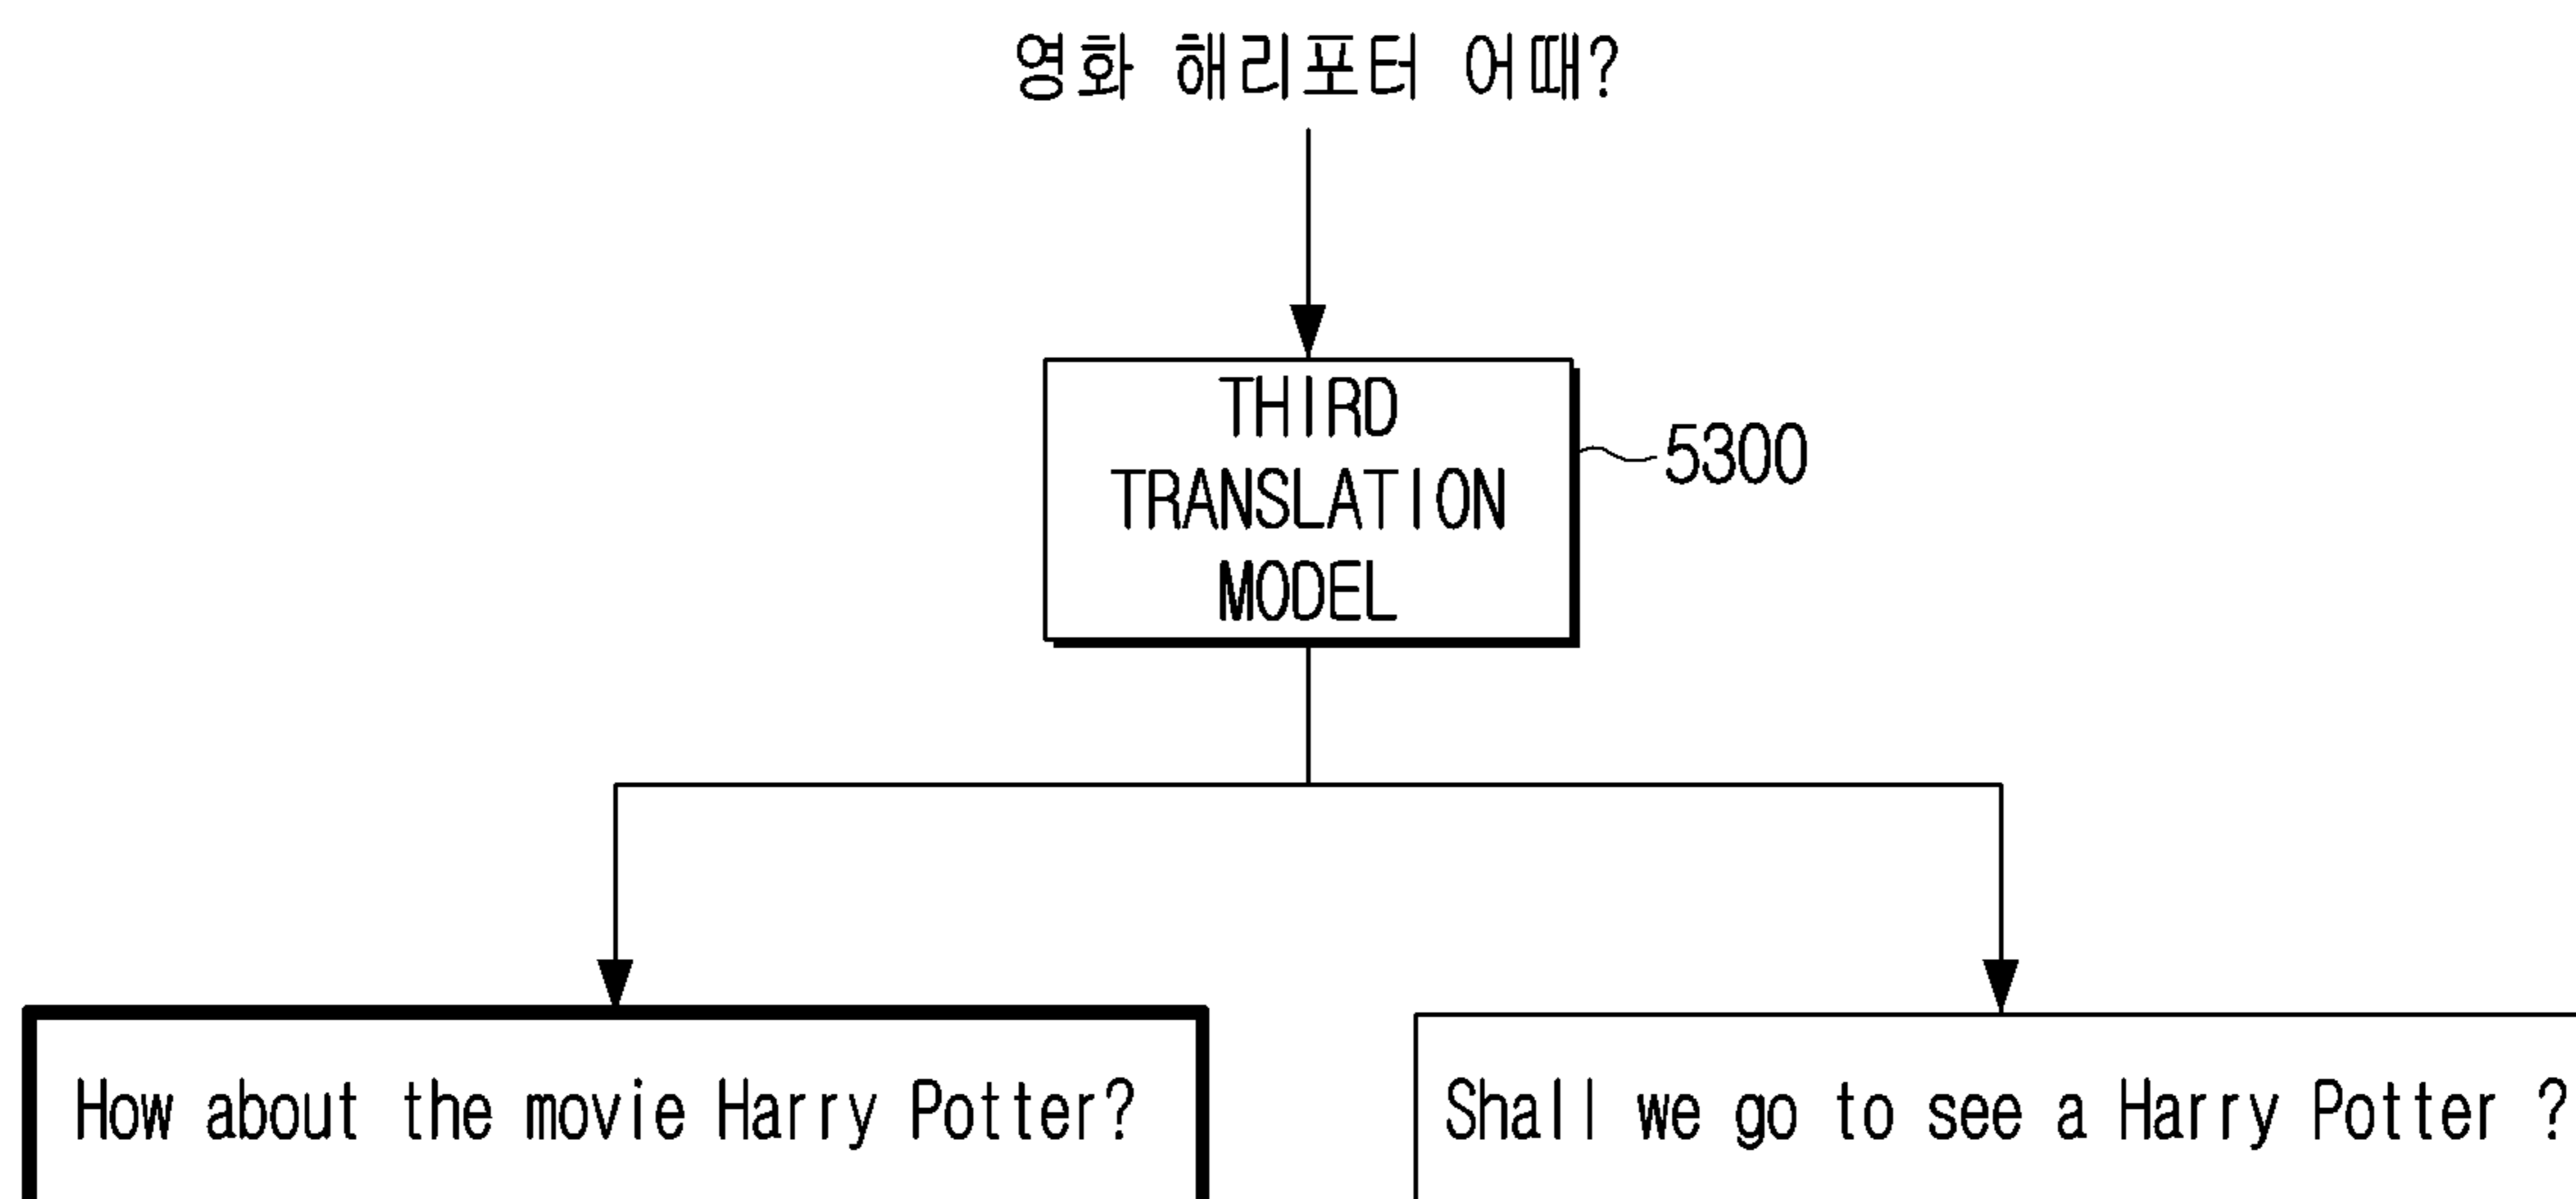 영화 해리포터 어때?
THIRD
TRANSLATION
MODEL
5300
How about the movie Harry Potter?
Shall we go to see a Harry Potter ?